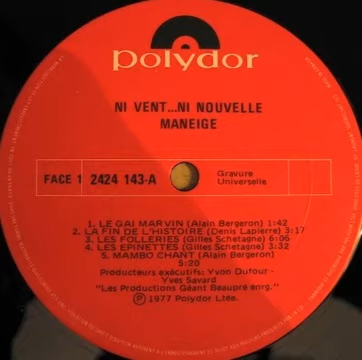 polydor
NI VENT...NI NOUVELLE
MANEIGE
FACE 1 2424 143-A Gravure
Universelle
1. LE GAI MARVIN (Alain Bergeron) 1:42
2. LA FIN DE L'HISTOIRE (Denis Lapierre) 3:17
3. LES FOLLERIES (Gilles Schetagne) 6:06
4. LES EPINETTES (Gilles Schetagne) 3:32
5. MAMBO CHANT (Alain Bergeron)
5:20
Producteurs exécutifs: Yvon Dufour -
Yves Savard
"Les Productions Géant Beaupré enrg."
Ⓟ 1977 Polydor Ltée.